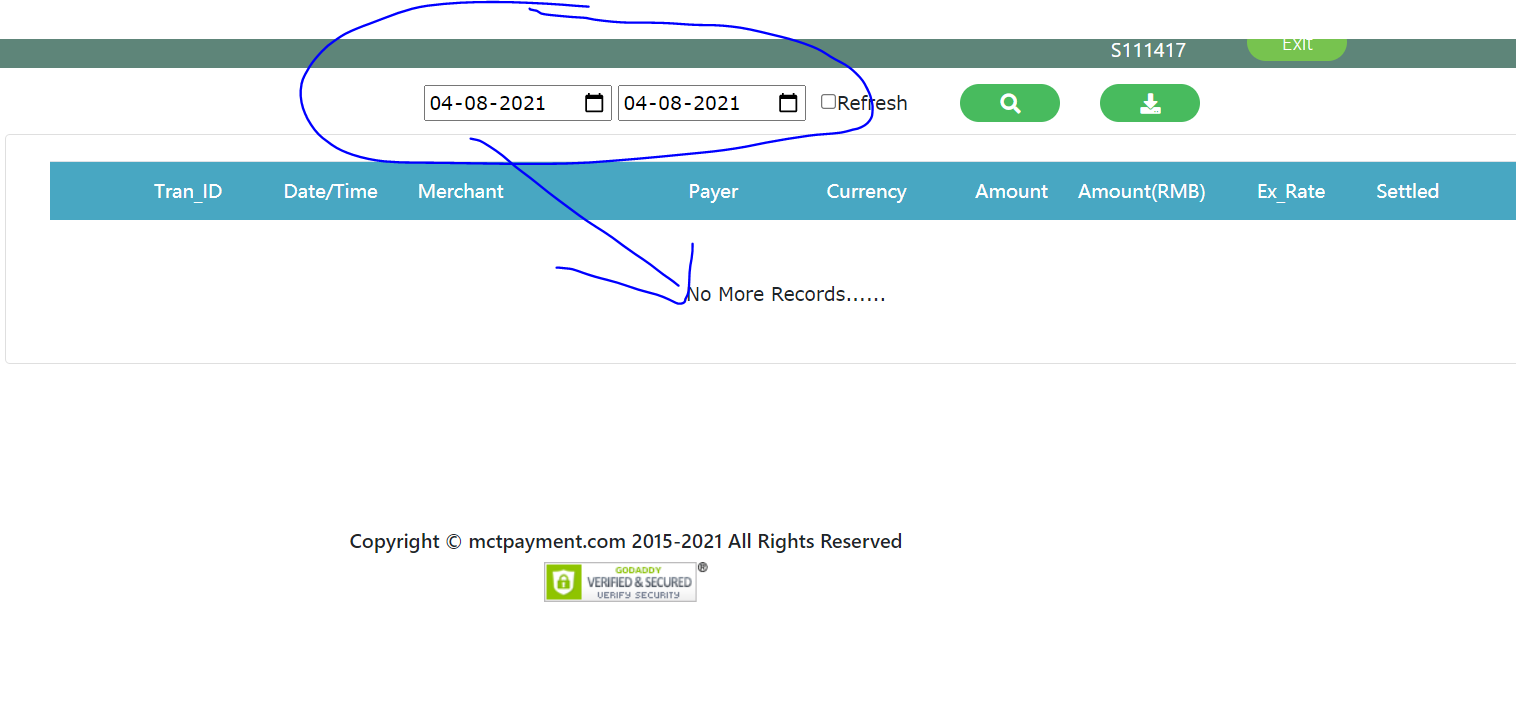 S111417 Exit
04-08-2021 04-08-2021 Refresh
Tran_ID Date/Time Merchant Payer Currency Amount Amount(RMB) Ex_Rate Settled
No More Records......
Copyright © mctpayment.com 2015-2021 All Rights Reserved
GODADDY ®
VERIFIED & SECURED
VERIFY SECURITY